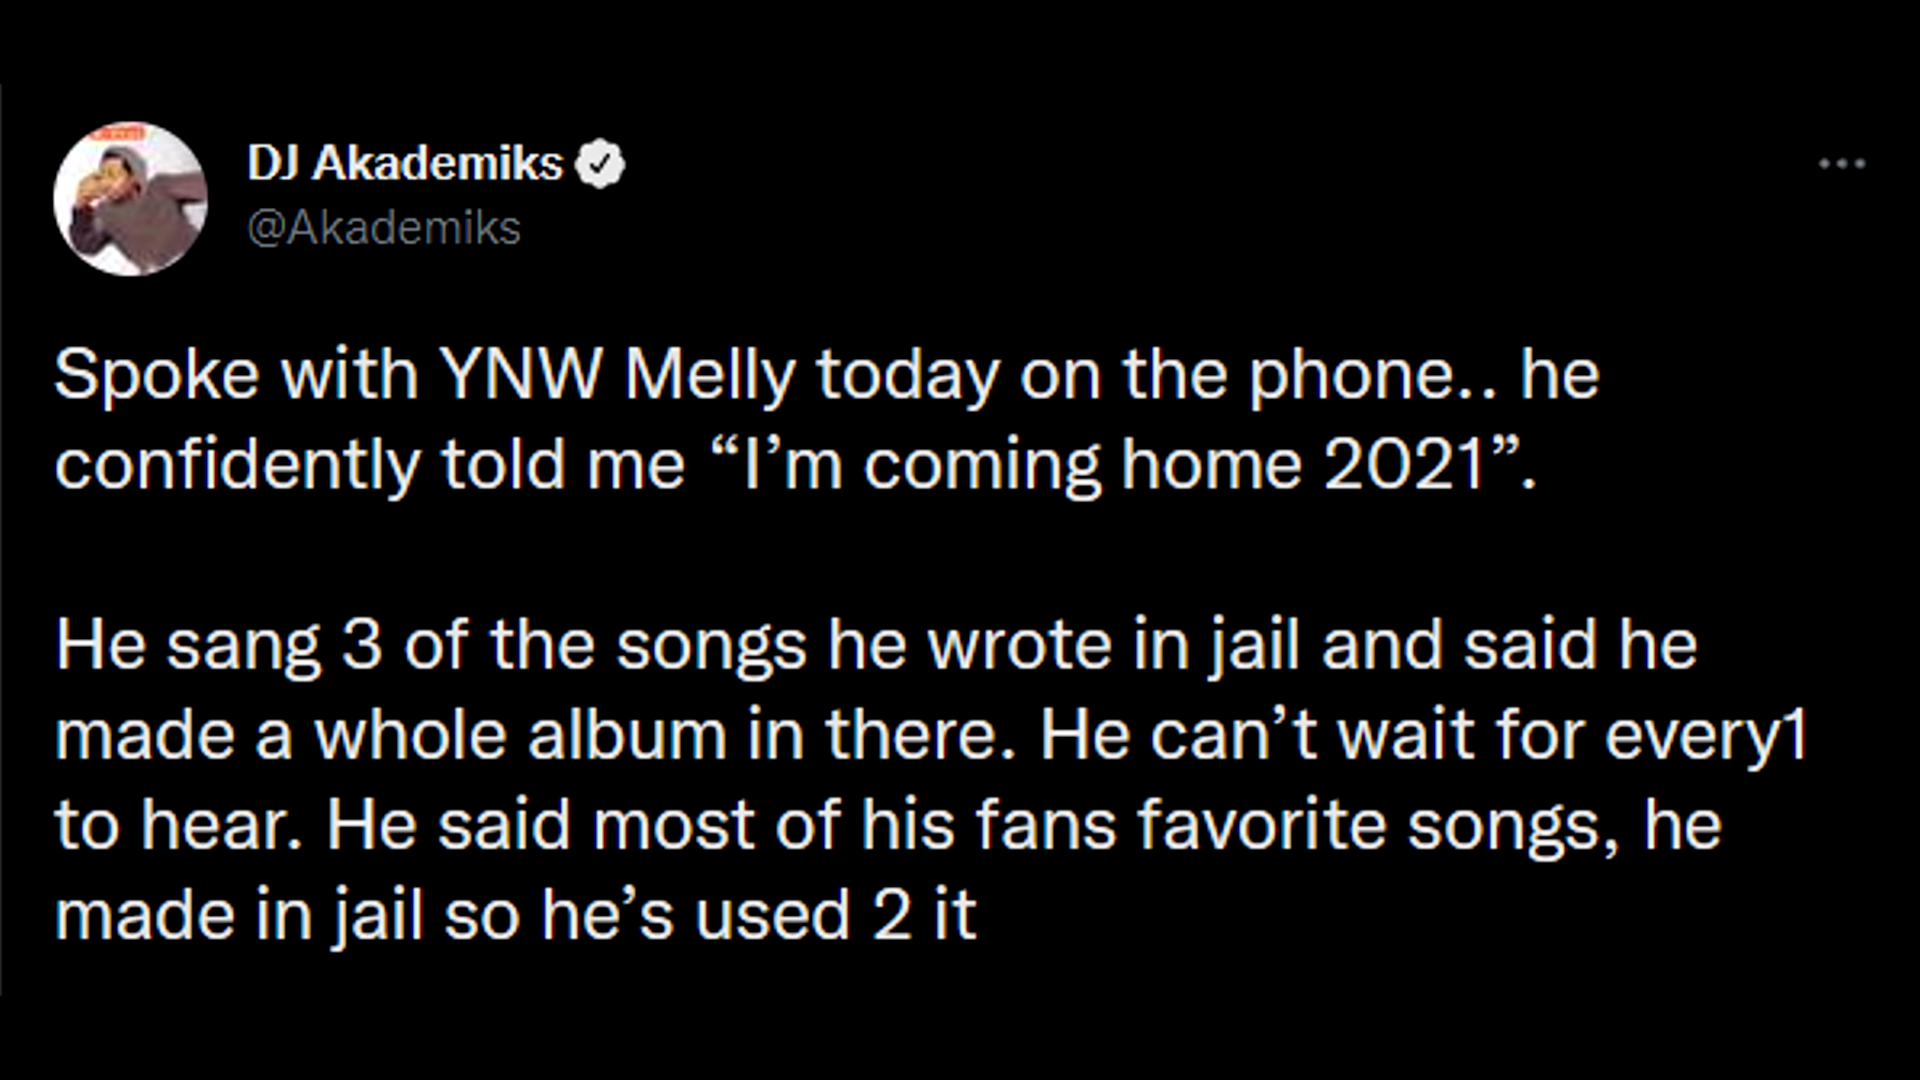 DJ Akademiks
@Akademiks
Spoke with YNW Melly today on the phone.. he
confidently told me “I’m coming home 2021”.
He sang 3 of the songs he wrote in jail and said he
made a whole album in there. He can’t wait for every1
to hear. He said most of his fans favorite songs, he
made in jail so he’s used 2 it